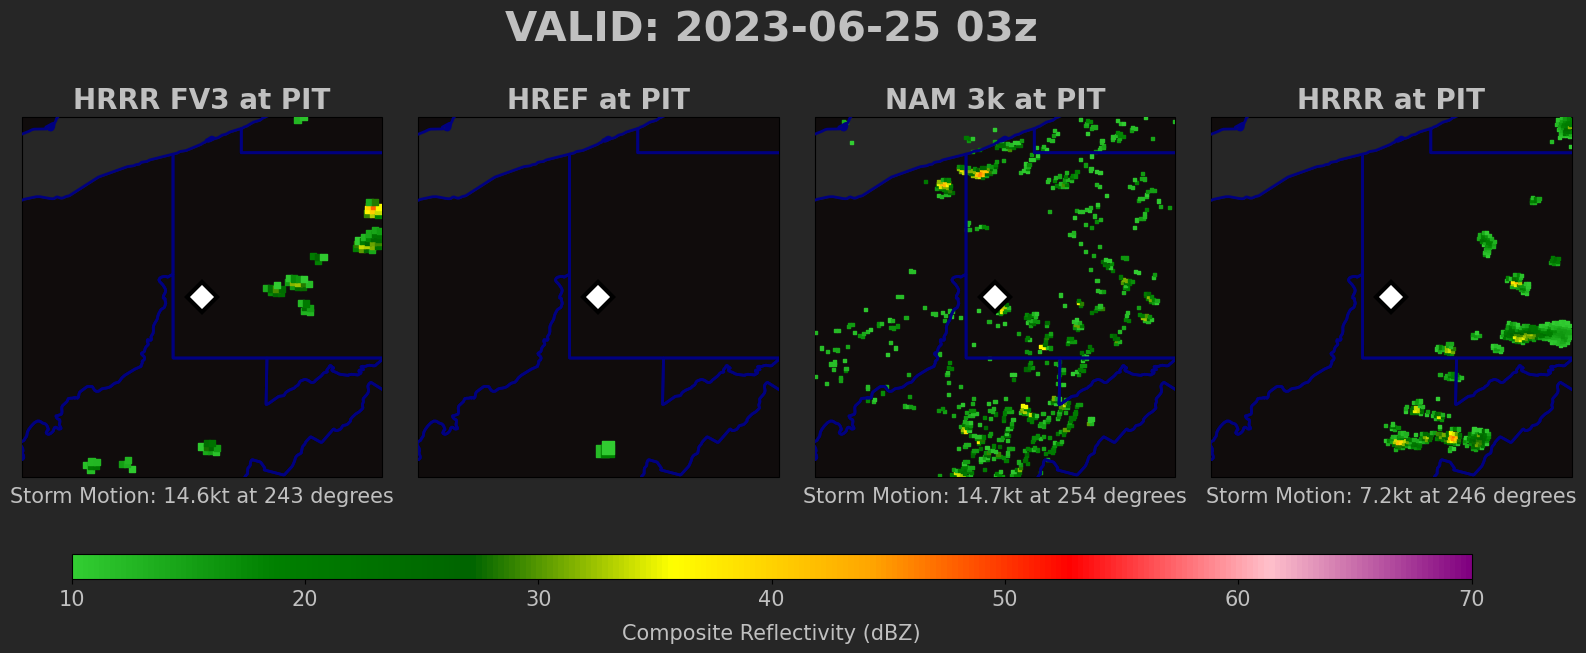 VALID: 2023-06-25 03z
HRRR FV3 at PIT
HREF at PIT
NAM 3k at PIT
HRRR at PIT
Storm Motion: 14.6kt at 243 degrees
Storm Motion: 14.7kt at 254 degrees
Storm Motion: 7.2kt at 246 degrees
10 20 30 40 50 60 70
Composite Reflectivity (dBZ)